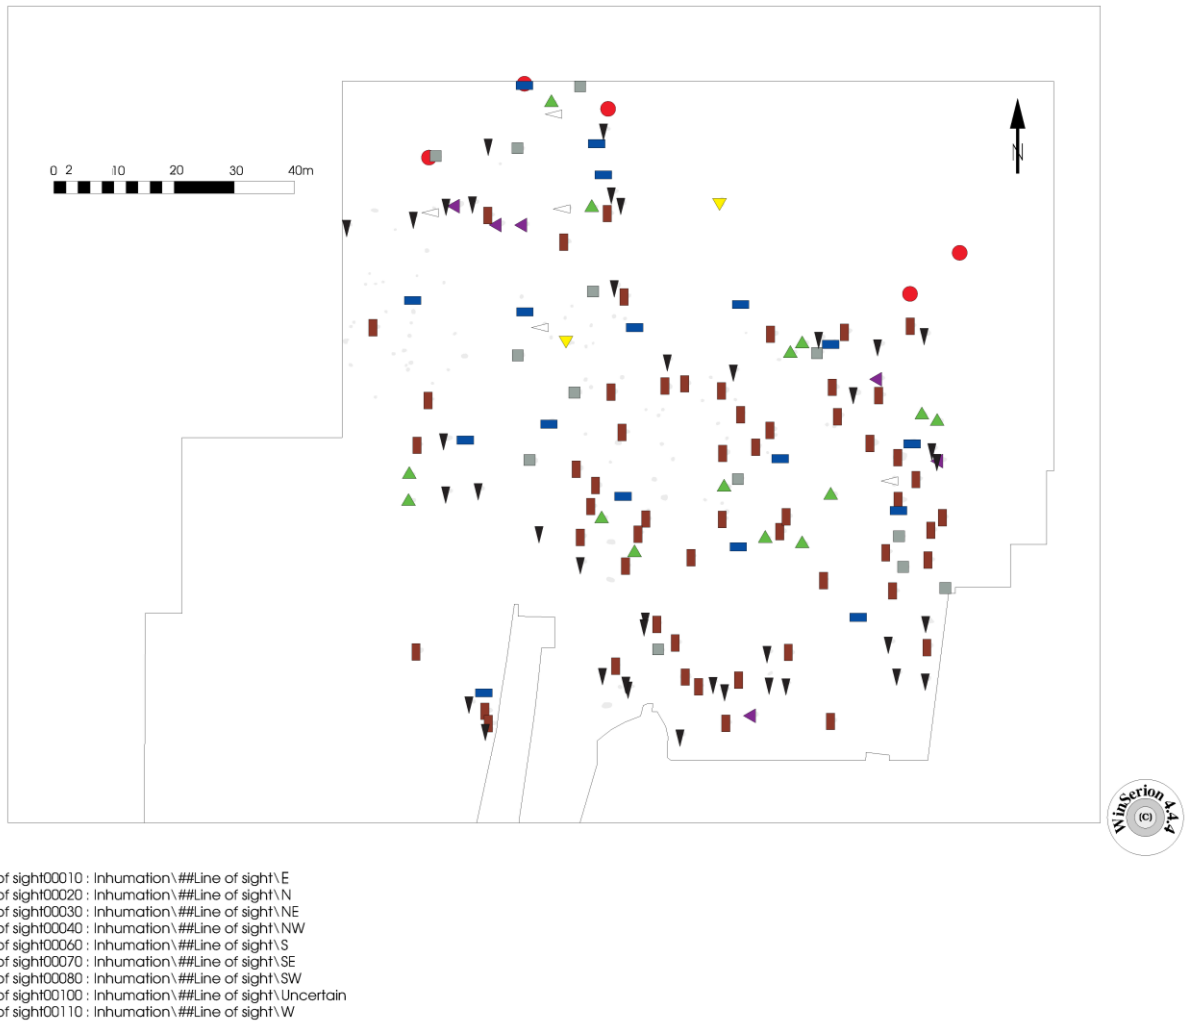 0 2 10 20 30 40m
N
WinSerion 4.4.4
(C)
of sight00010 : Inhumation\##Line of sight\E
of sight00020 : Inhumation\##Line of sight\N
of sight00030 : Inhumation\##Line of sight\NE
of sight00040 : Inhumation\##Line of sight\NW
of sight00060 : Inhumation\##Line of sight\S
of sight00070 : Inhumation\##Line of sight\SE
of sight00080 : Inhumation\##Line of sight\SW
of sight00100 : Inhumation\##Line of sight\Uncertain
of sight00110 : Inhumation\##Line of sight\W